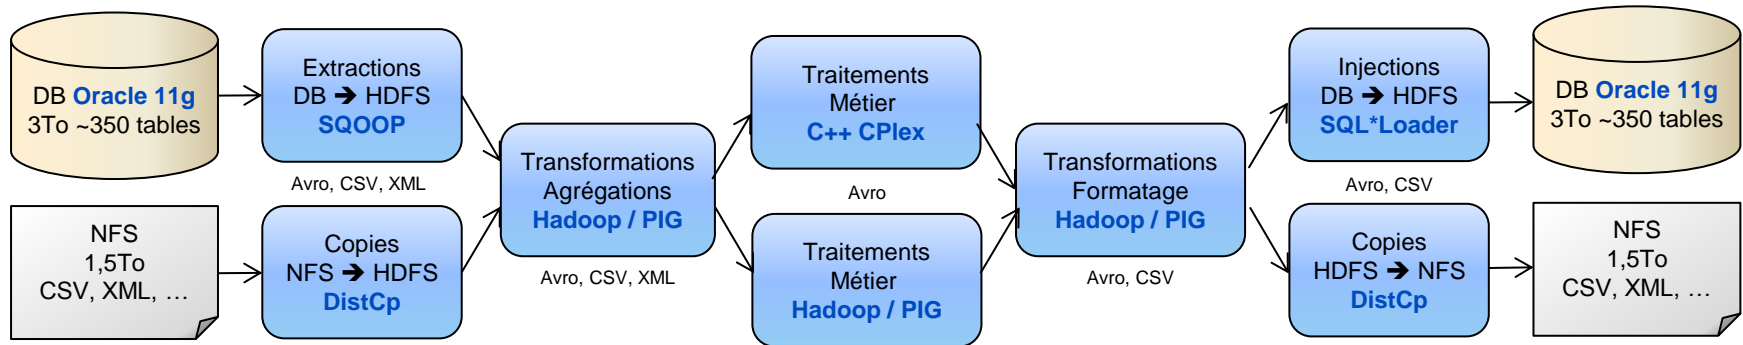 DB Oracle 11g
3To ~350 tables
NFS
1,5To
CSV, XML, …
Extractions
DB ➔ HDFS
SQOOP
Avro, CSV, XML
Copies
NFS ➔ HDFS
DistCp
Transformations
Agrégations
Hadoop / PIG
Avro, CSV, XML
Traitements
Métier
C++ CPlex
Avro
Traitements
Métier
Hadoop / PIG
Transformations
Formatage
Hadoop / PIG
Avro, CSV
Injections
DB ➔ HDFS
SQL*Loader
Avro, CSV
Copies
HDFS ➔ NFS
DistCp
DB Oracle 11g
3To ~350 tables
NFS
1,5To
CSV, XML, …